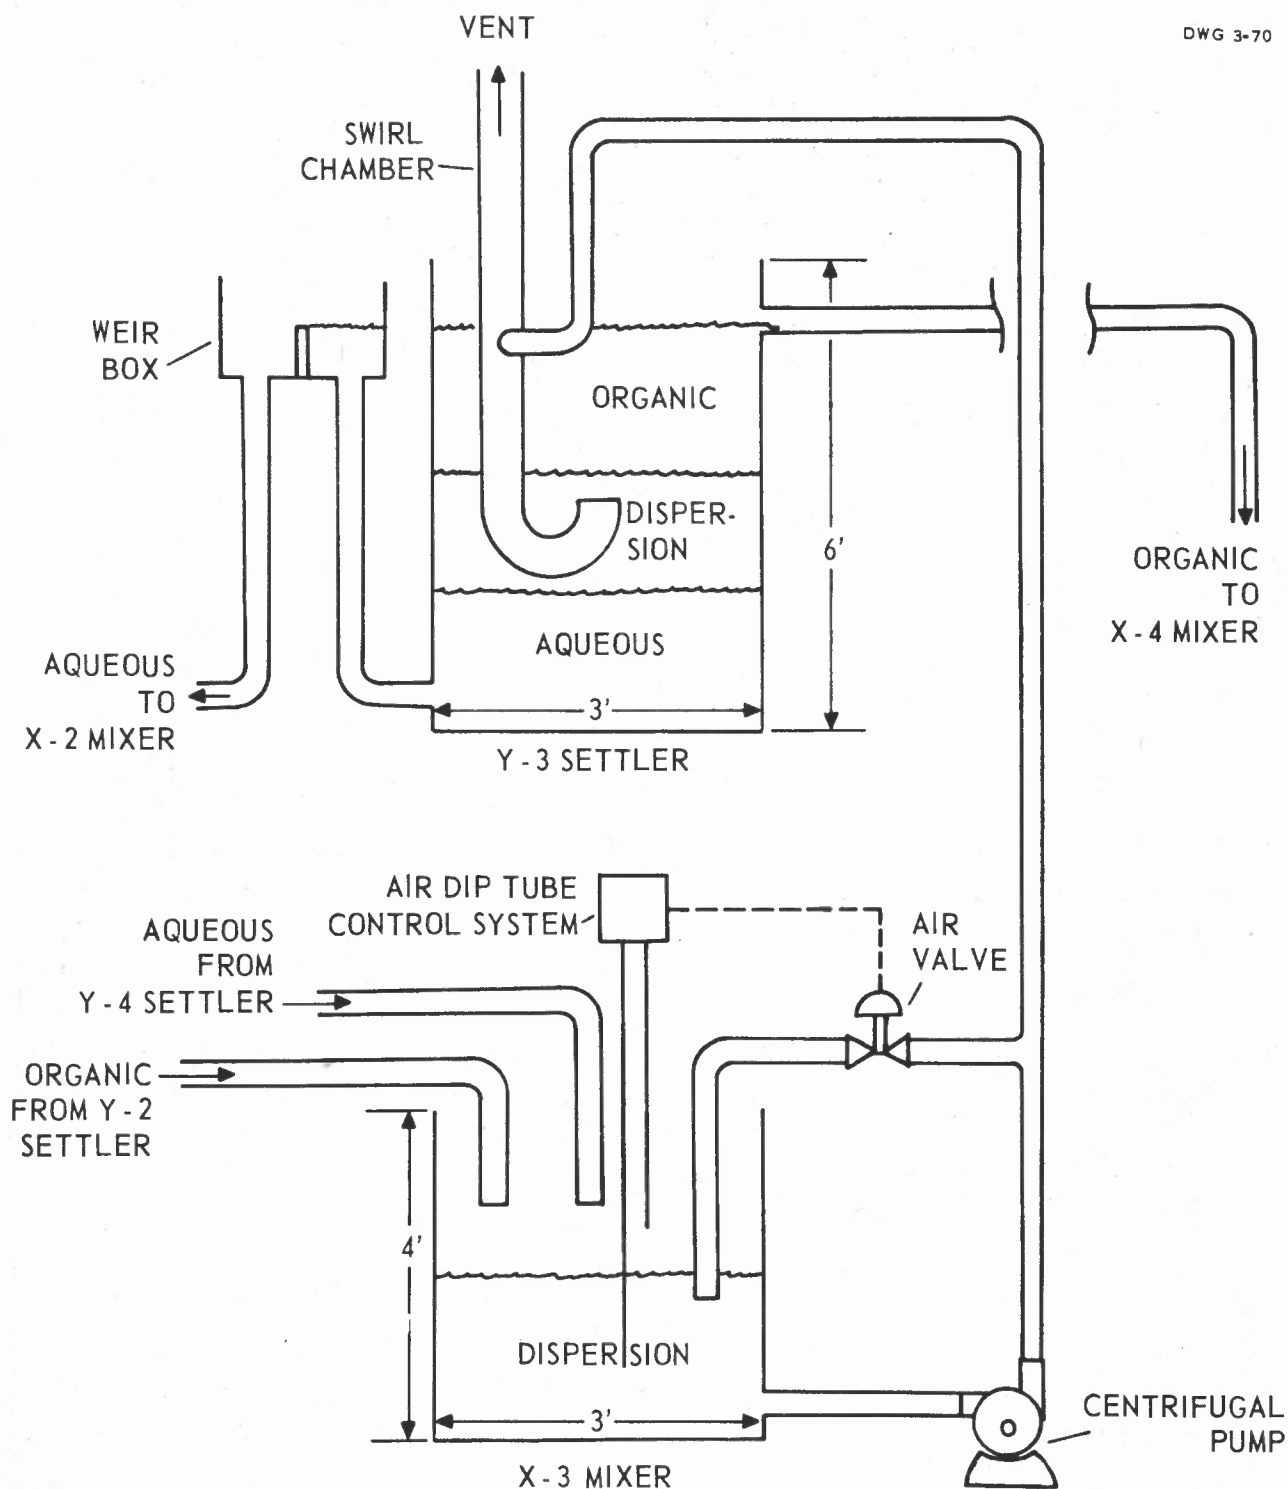 VENT
DWG 3-70
SWIRL
CHAMBER
WEIR
BOX
ORGANIC
DISPER-
SION
6'
ORGANIC
TO
X-4 MIXER
AQUEOUS
AQUEOUS
TO
X-2 MIXER
3'
Y-3 SETTLER
AIR DIP TUBE
CONTROL SYSTEM
AIR
VALVE
AQUEOUS
FROM
Y-4 SETTLER
ORGANIC
FROM Y-2
SETTLER
4'
DISPERSION
3'
CENTRIFUGAL
PUMP
X-3 MIXER